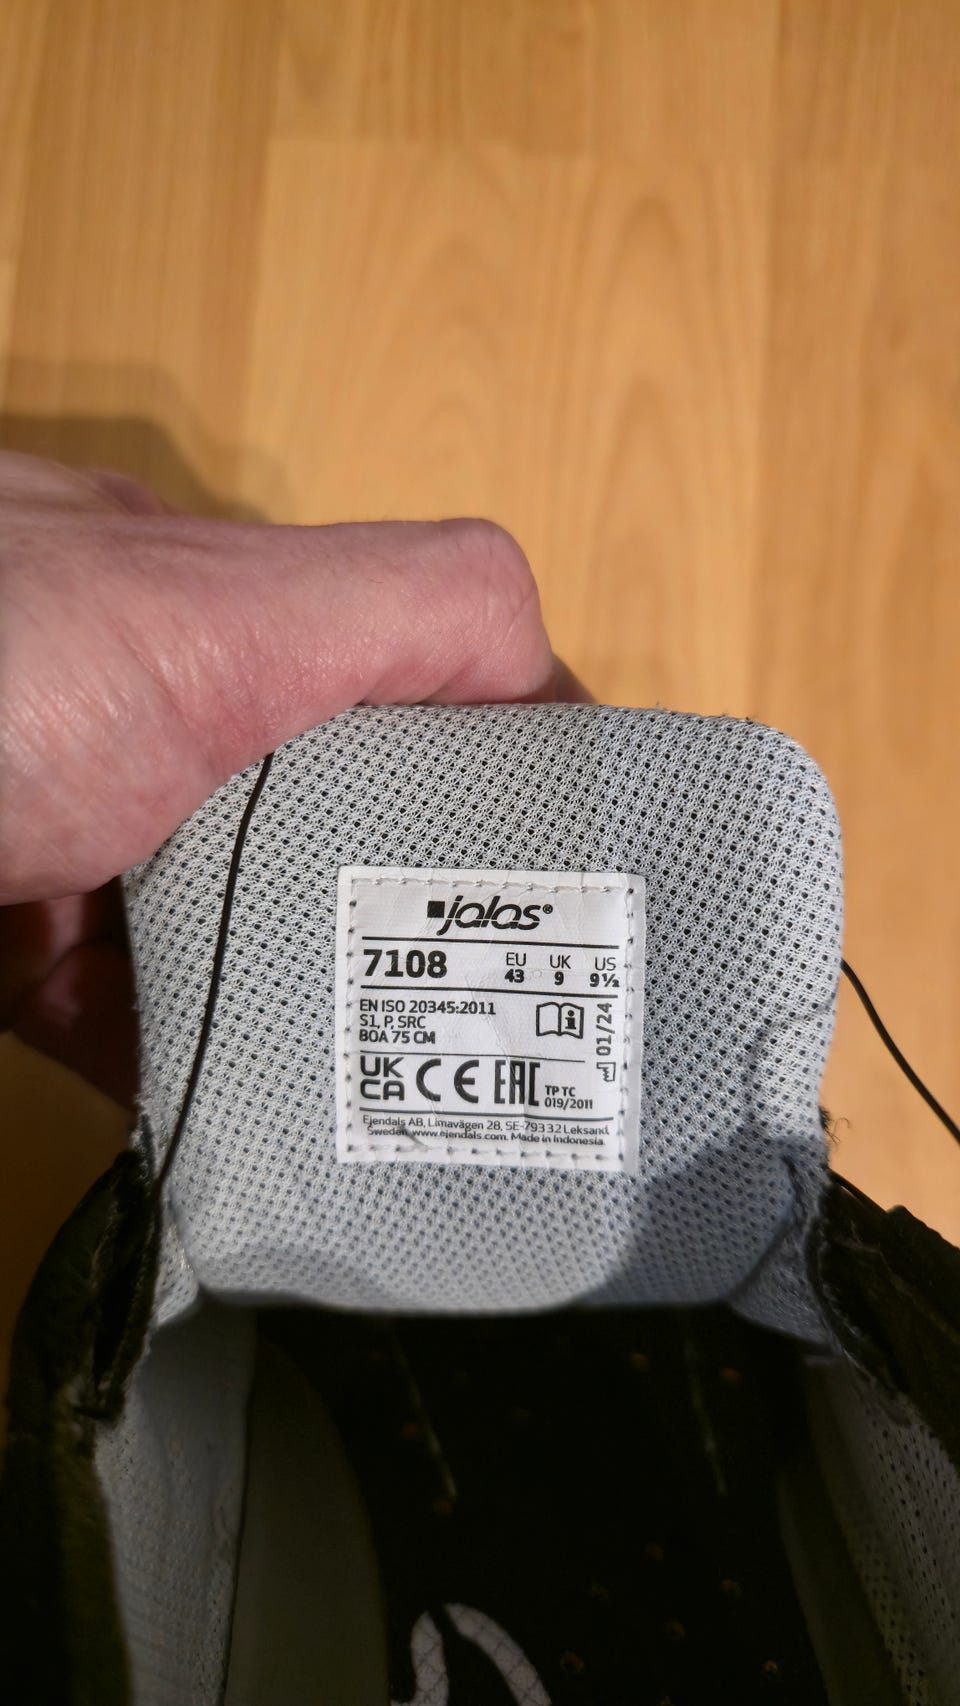 jalas®
7108
EU UK US
43 9 9½
EN ISO 20345:2011
S1, P, SRC
BOA 75 CM
i
01/24
UK
CA CE EAC TP TC
019/2011
Ejendals AB, Limavägen 28, SE-79332 Leksand,
Sweden. www.ejendals.com. Made in Indonesia.